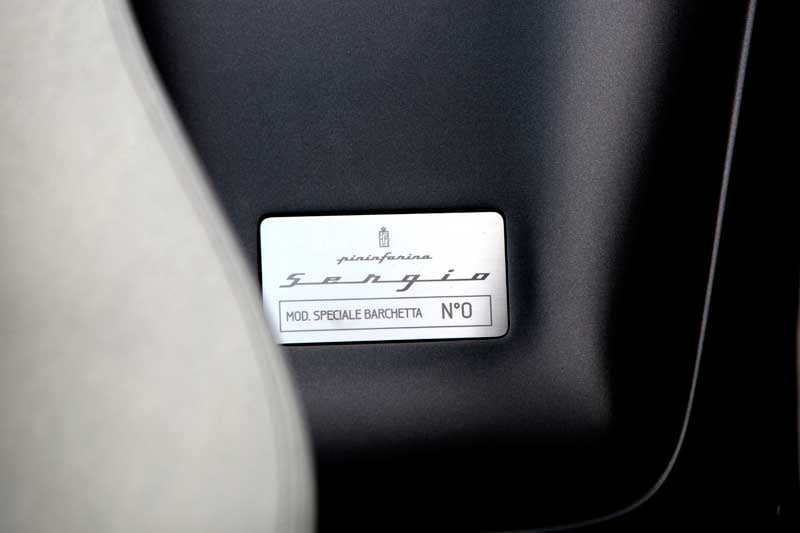 pininfarina
Sergio
MOD. SPECIALE BARCHETTA N°0